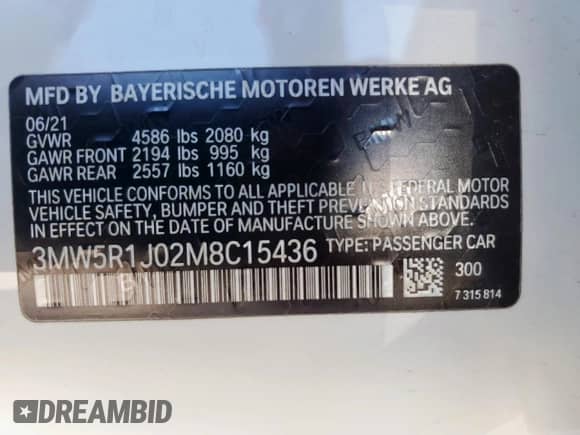 MFD BY BAYERISCHE MOTOREN WERKE AG
06/21
GVWR 4586 lbs 2080 kg
GAWR FRONT 2194 lbs 995 kg
GAWR REAR 2557 lbs 1160 kg
THIS VEHICLE CONFORMS TO ALL APPLICABLE U.S. FEDERAL MOTOR
VEHICLE SAFETY, BUMPER AND THEFT PREVENTION STANDARDS
IN EFFECT ON THE DATE OF MANUFACTURE SHOWN ABOVE.
3MW5R1J02M8C15436 TYPE: PASSENGER CAR
300
7 315 814
DREAMBID